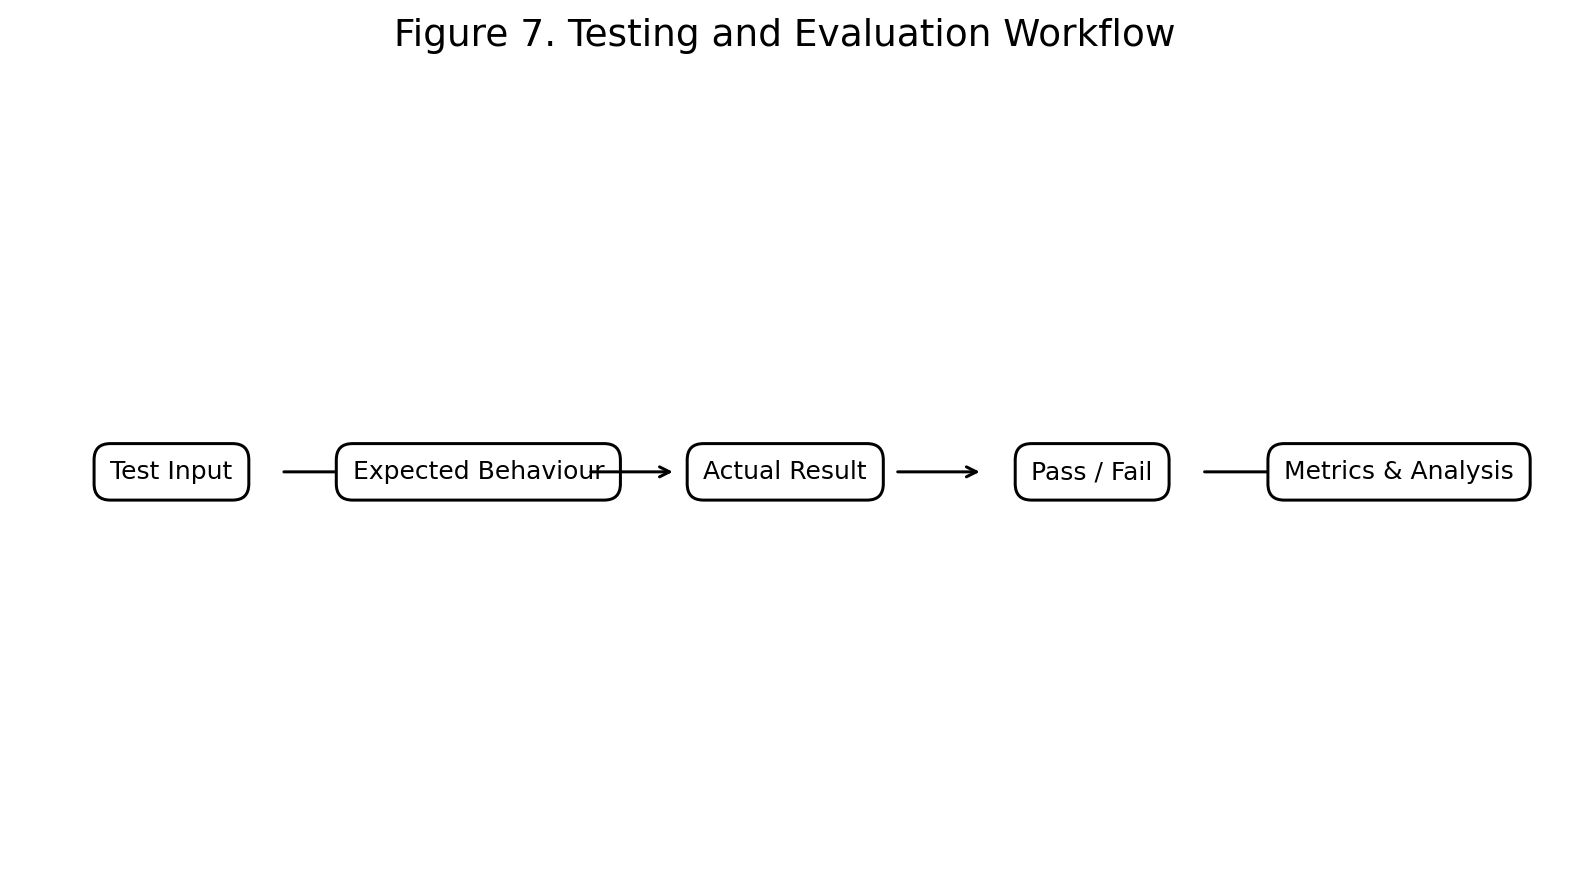 Figure 7. Testing and Evaluation Workflow
Test Input
Expected Behaviour
Actual Result
Pass / Fail
Metrics & Analysis